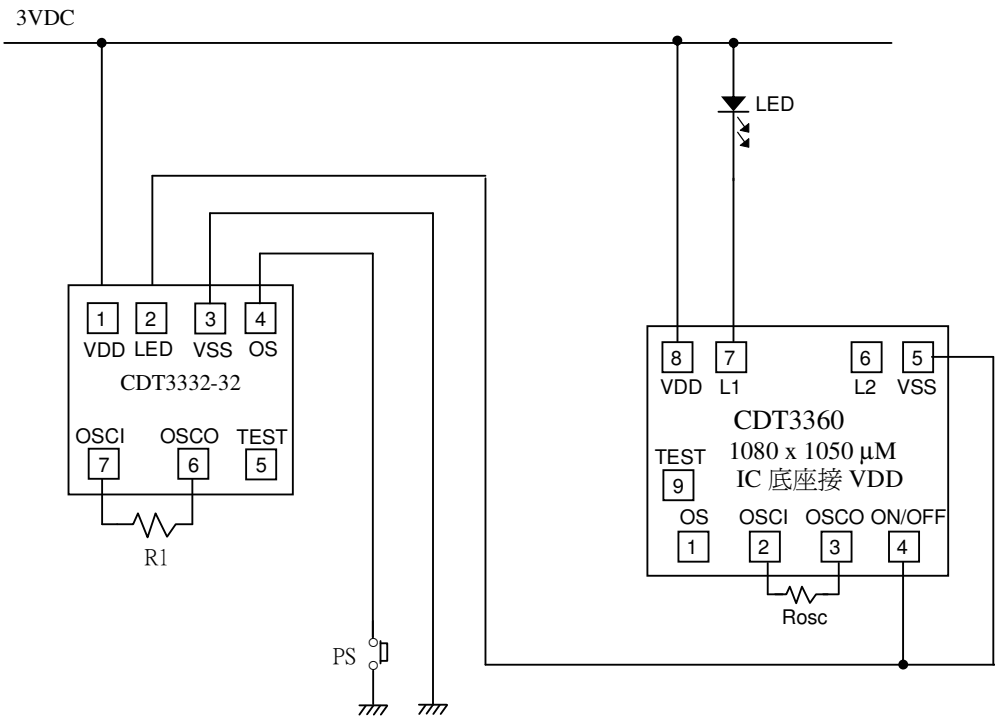 3VDC
LED
1 2 3 4
VDD LED VSS OS
CDT3332-32
OSCI OSCO TEST
7 6 5
R1
PS
8 7 6 5
VDD L1 L2 VSS
CDT3360
1080 x 1050 μM
IC 底座接 VDD
TEST
9
OS OSCI OSCO ON/OFF
1 2 3 4
Rosc